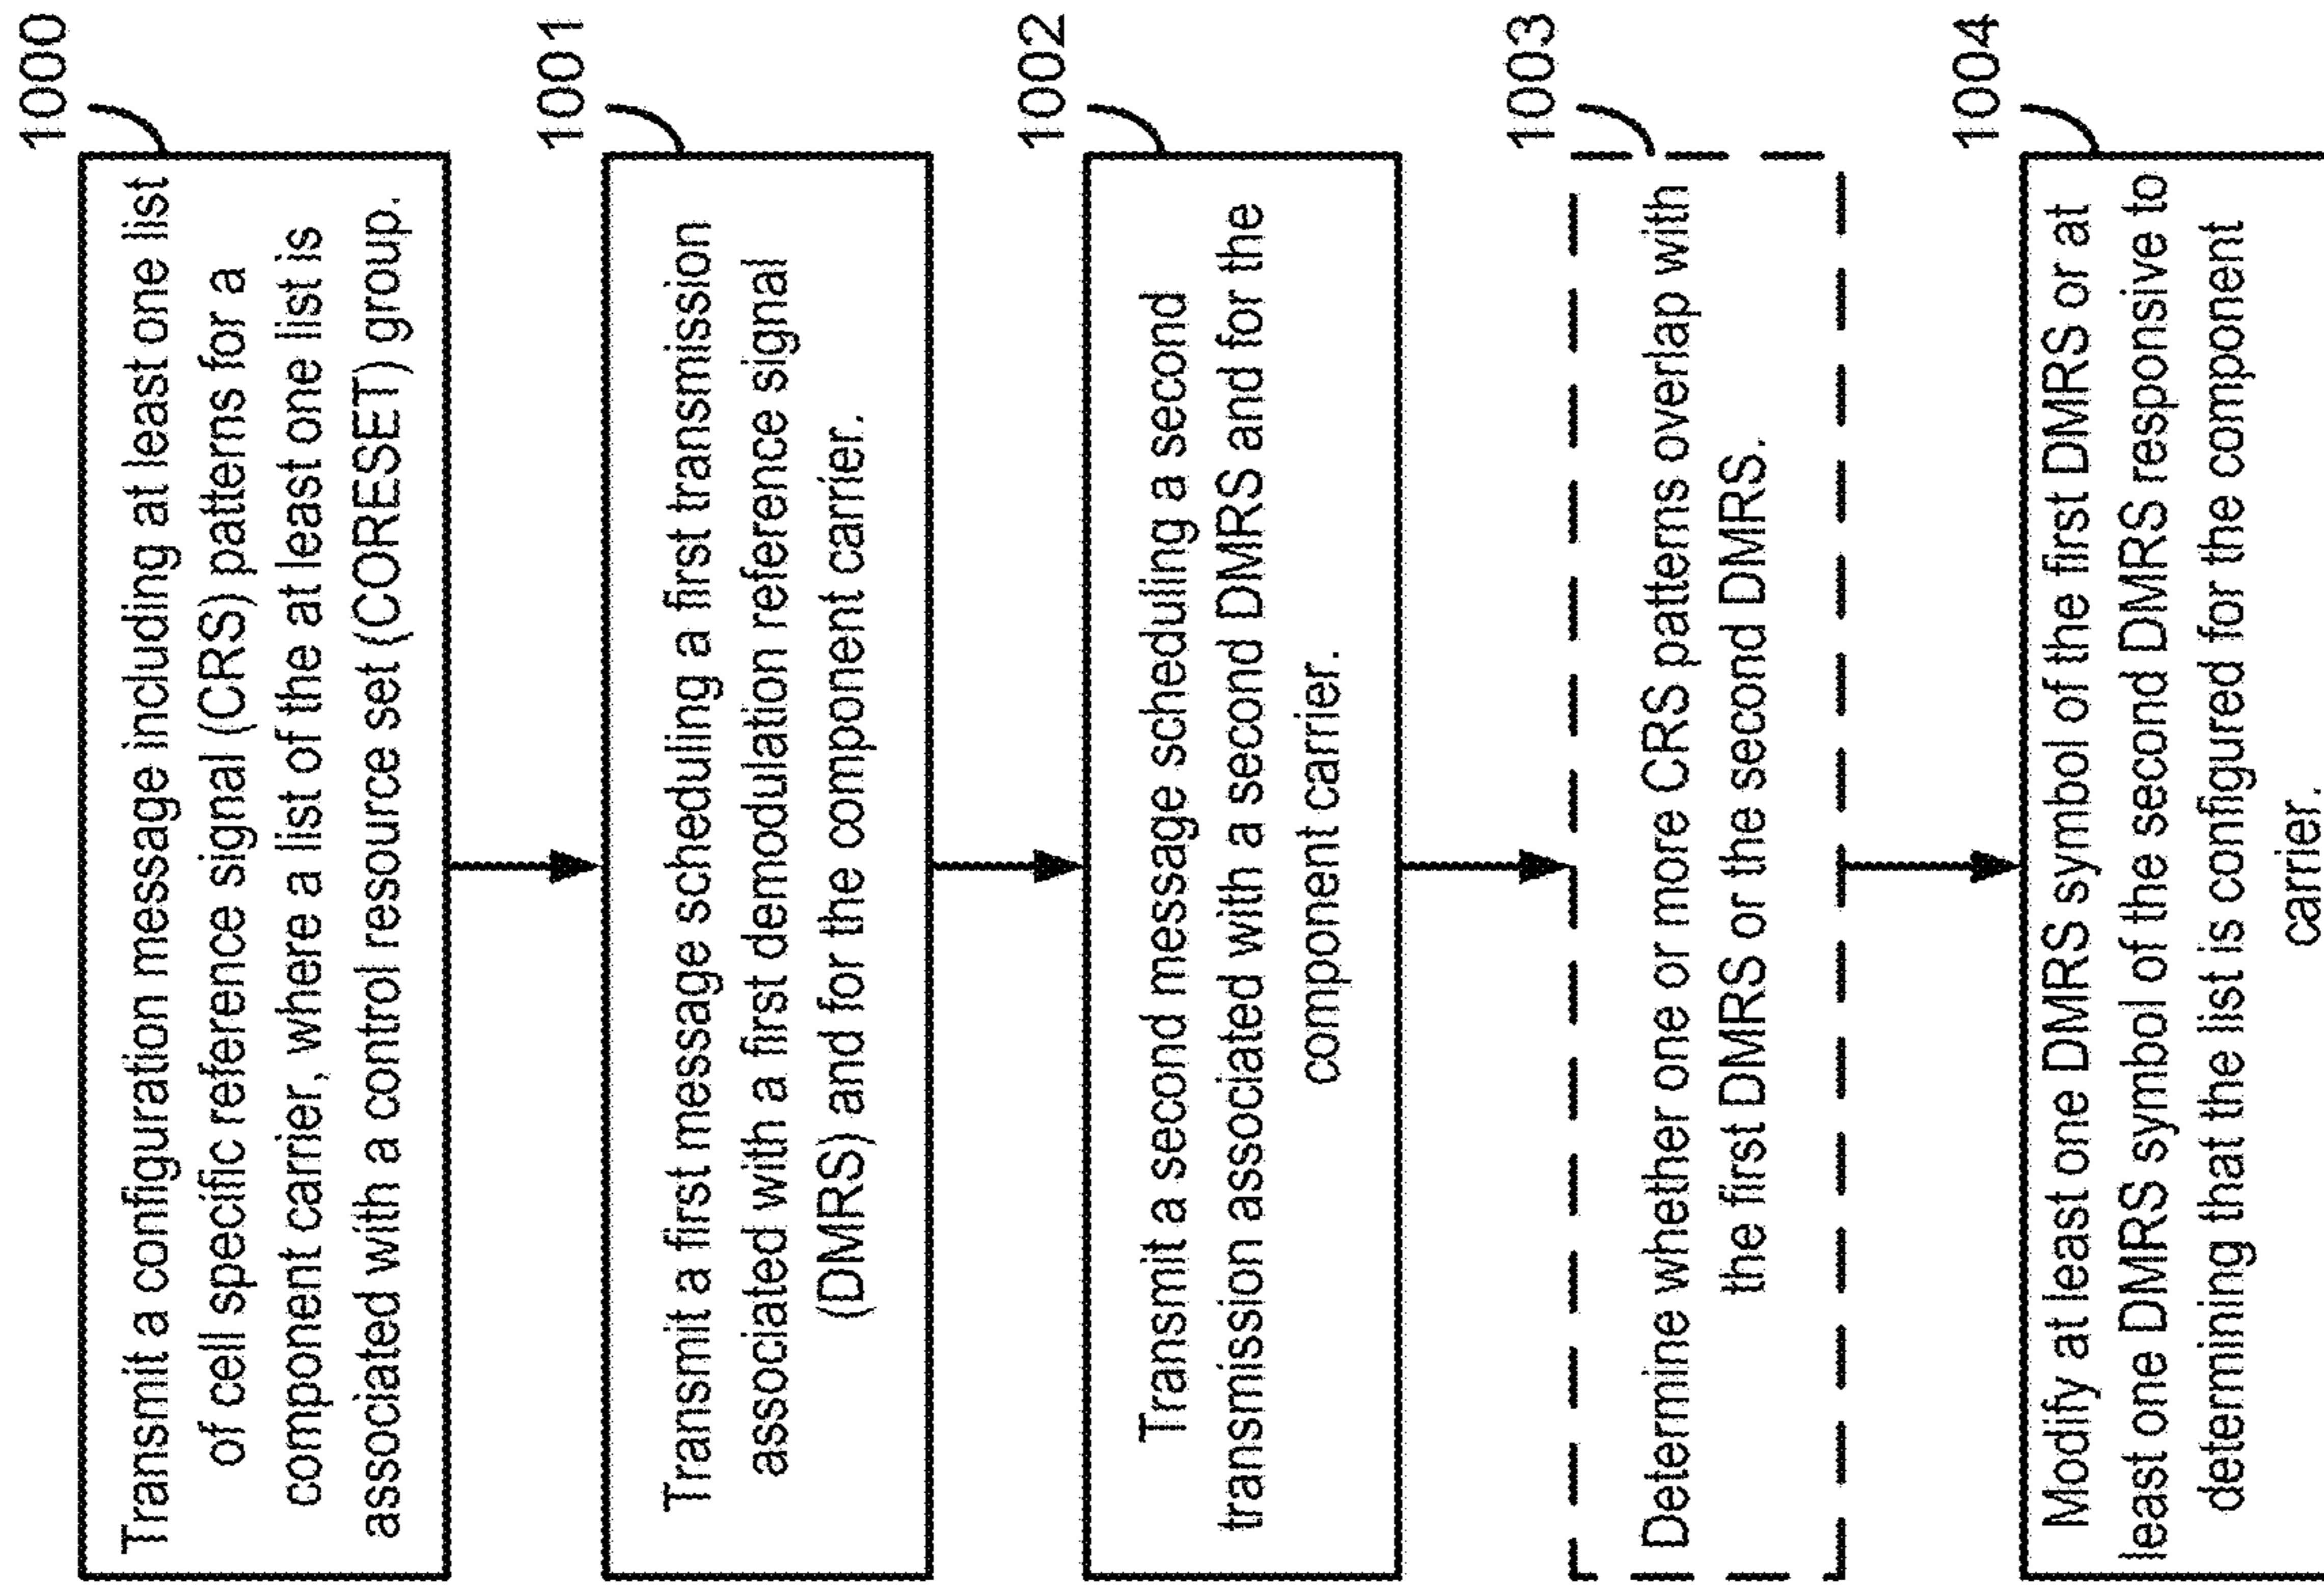 1000
Transmit a configuration message including at least one list
of cell specific reference signal (CRS) patterns for a
component carrier, where a list of the at least one list is
associated with a control resource set (CORESET) group.
1001
Transmit a first message scheduling a first transmission
associated with a first demodulation reference signal
(DMRS) and for the component carrier.
1002
Transmit a second message scheduling a second
transmission associated with a second DMRS and for the
component carrier.
1003
Determine whether one or more CRS patterns overlap with
the first DMRS or the second DMRS.
1004
Modify at least one DMRS symbol of the first DMRS or at
least one DMRS symbol of the second DMRS responsive to
determining that the list is configured for the component
carrier.